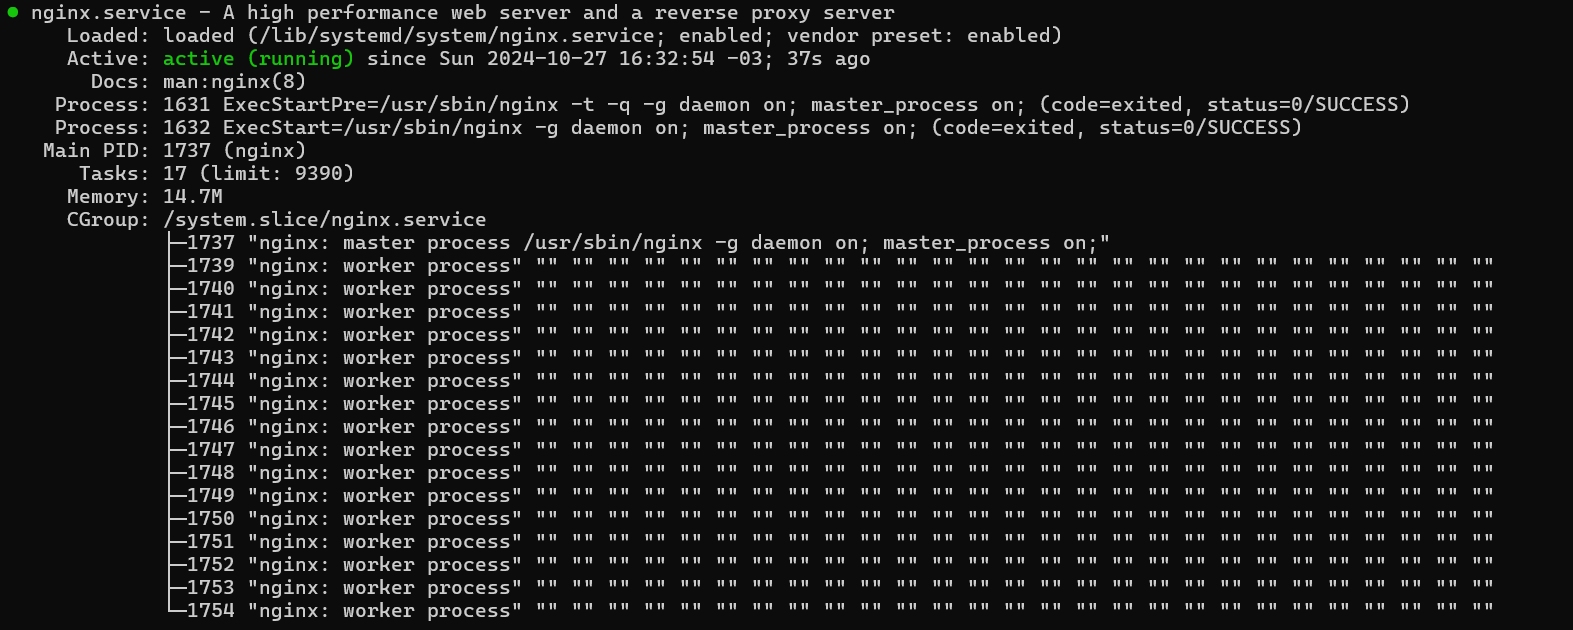 ● nginx.service - A high performance web server and a reverse proxy server
Loaded: loaded (/lib/systemd/system/nginx.service; enabled; vendor preset: enabled)
Active: active (running) since Sun 2024-10-27 16:32:54 -03; 37s ago
Docs: man:nginx(8)
Process: 1631 ExecStartPre=/usr/sbin/nginx -t -q -g daemon on; master_process on; (code=exited, status=0/SUCCESS)
Process: 1632 ExecStart=/usr/sbin/nginx -g daemon on; master_process on; (code=exited, status=0/SUCCESS)
Main PID: 1737 (nginx)
Tasks: 17 (limit: 9390)
Memory: 14.7M
CGroup: /system.slice/nginx.service
├─1737 "nginx: master process /usr/sbin/nginx -g daemon on; master_process on;"
├─1739 "nginx: worker process" "" "" "" "" "" "" "" "" "" "" "" "" "" "" "" "" "" "" "" "" "" "" "" "" "" "" ""
├─1740 "nginx: worker process" "" "" "" "" "" "" "" "" "" "" "" "" "" "" "" "" "" "" "" "" "" "" "" "" "" "" ""
├─1741 "nginx: worker process" "" "" "" "" "" "" "" "" "" "" "" "" "" "" "" "" "" "" "" "" "" "" "" "" "" "" ""
├─1742 "nginx: worker process" "" "" "" "" "" "" "" "" "" "" "" "" "" "" "" "" "" "" "" "" "" "" "" "" "" "" ""
├─1743 "nginx: worker process" "" "" "" "" "" "" "" "" "" "" "" "" "" "" "" "" "" "" "" "" "" "" "" "" "" "" ""
├─1744 "nginx: worker process" "" "" "" "" "" "" "" "" "" "" "" "" "" "" "" "" "" "" "" "" "" "" "" "" "" "" ""
├─1745 "nginx: worker process" "" "" "" "" "" "" "" "" "" "" "" "" "" "" "" "" "" "" "" "" "" "" "" "" "" "" ""
├─1746 "nginx: worker process" "" "" "" "" "" "" "" "" "" "" "" "" "" "" "" "" "" "" "" "" "" "" "" "" "" "" ""
├─1747 "nginx: worker process" "" "" "" "" "" "" "" "" "" "" "" "" "" "" "" "" "" "" "" "" "" "" "" "" "" "" ""
├─1748 "nginx: worker process" "" "" "" "" "" "" "" "" "" "" "" "" "" "" "" "" "" "" "" "" "" "" "" "" "" "" ""
├─1749 "nginx: worker process" "" "" "" "" "" "" "" "" "" "" "" "" "" "" "" "" "" "" "" "" "" "" "" "" "" "" ""
├─1750 "nginx: worker process" "" "" "" "" "" "" "" "" "" "" "" "" "" "" "" "" "" "" "" "" "" "" "" "" "" "" ""
├─1751 "nginx: worker process" "" "" "" "" "" "" "" "" "" "" "" "" "" "" "" "" "" "" "" "" "" "" "" "" "" "" ""
├─1752 "nginx: worker process" "" "" "" "" "" "" "" "" "" "" "" "" "" "" "" "" "" "" "" "" "" "" "" "" "" "" ""
├─1753 "nginx: worker process" "" "" "" "" "" "" "" "" "" "" "" "" "" "" "" "" "" "" "" "" "" "" "" "" "" "" ""
└─1754 "nginx: worker process" "" "" "" "" "" "" "" "" "" "" "" "" "" "" "" "" "" "" "" "" "" "" "" "" "" "" ""